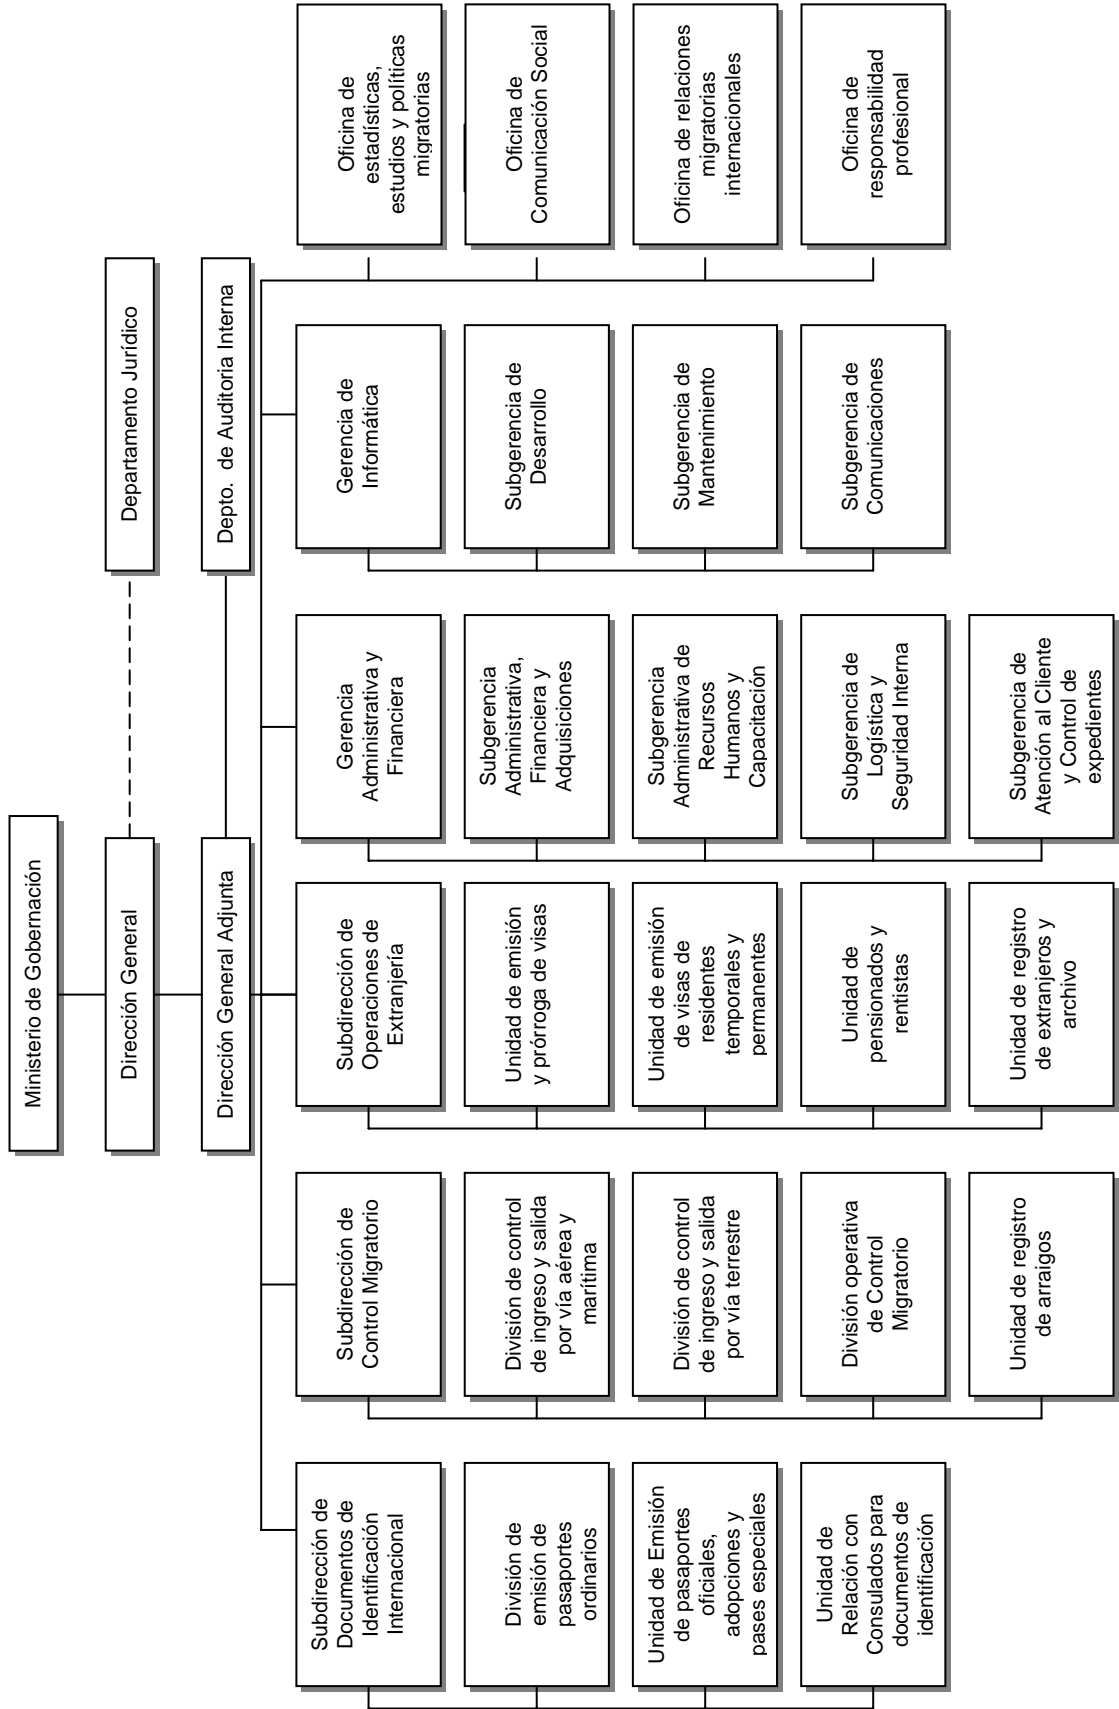 Ministerio de Gobernación
Dirección General
Departamento Jurídico
Dirección General Adjunta
Depto. de Auditoria Interna
Subdirección de
Documentos de
Identificación
Internacional
División de
emisión de
pasaportes
ordinarios
Unidad de Emisión
de pasaportes
oficiales,
adopciones y
pases especiales
Unidad de
Relación con
Consulados para
documentos de
identificación
Subdirección de
Control Migratorio
División de control
de ingreso y salida
por vía aérea y
marítima
División de control
de ingreso y salida
por vía terrestre
División operativa
de Control
Migratorio
Unidad de registro
de arraigos
Subdirección de
Operaciones de
Extranjería
Unidad de emisión
y prórroga de visas
Unidad de emisión
de visas de
residentes
temporales y
permanentes
Unidad de
pensionados y
rentistas
Unidad de registro
de extranjeros y
archivo
Gerencia
Administrativa y
Financiera
Subgerencia
Administrativa,
Financiera y
Adquisiciones
Subgerencia
Administrativa de
Recursos
Humanos y
Capacitación
Subgerencia de
Logística y
Seguridad Interna
Subgerencia de
Atención al Cliente
y Control de
expedientes
Gerencia de
Informática
Subgerencia de
Desarrollo
Subgerencia de
Mantenimiento
Subgerencia de
Comunicaciones
Oficina de
estadísticas,
estudios y políticas
migratorias
Oficina de
Comunicación Social
Oficina de relaciones
migratorias
internacionales
Oficina de
responsabilidad
profesional